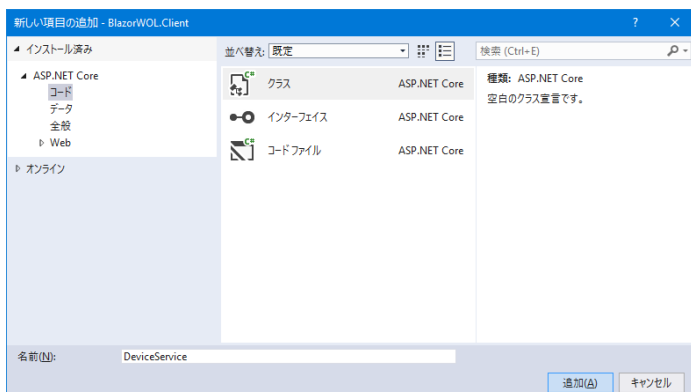 新しい項目の追加 - BlazorWOL.Client ? ×
▲ インストール済み
▲ ASP.NET Core
コード
データ
全般
▷ Web
▷ オンライン
並べ替え: 既定
検索 (Ctrl+E)
C# クラス ASP.NET Core
インターフェイス ASP.NET Core
C# コード ファイル ASP.NET Core
種類: ASP.NET Core
空白のクラス宣言です。
名前(N): DeviceService
追加(A) キャンセル